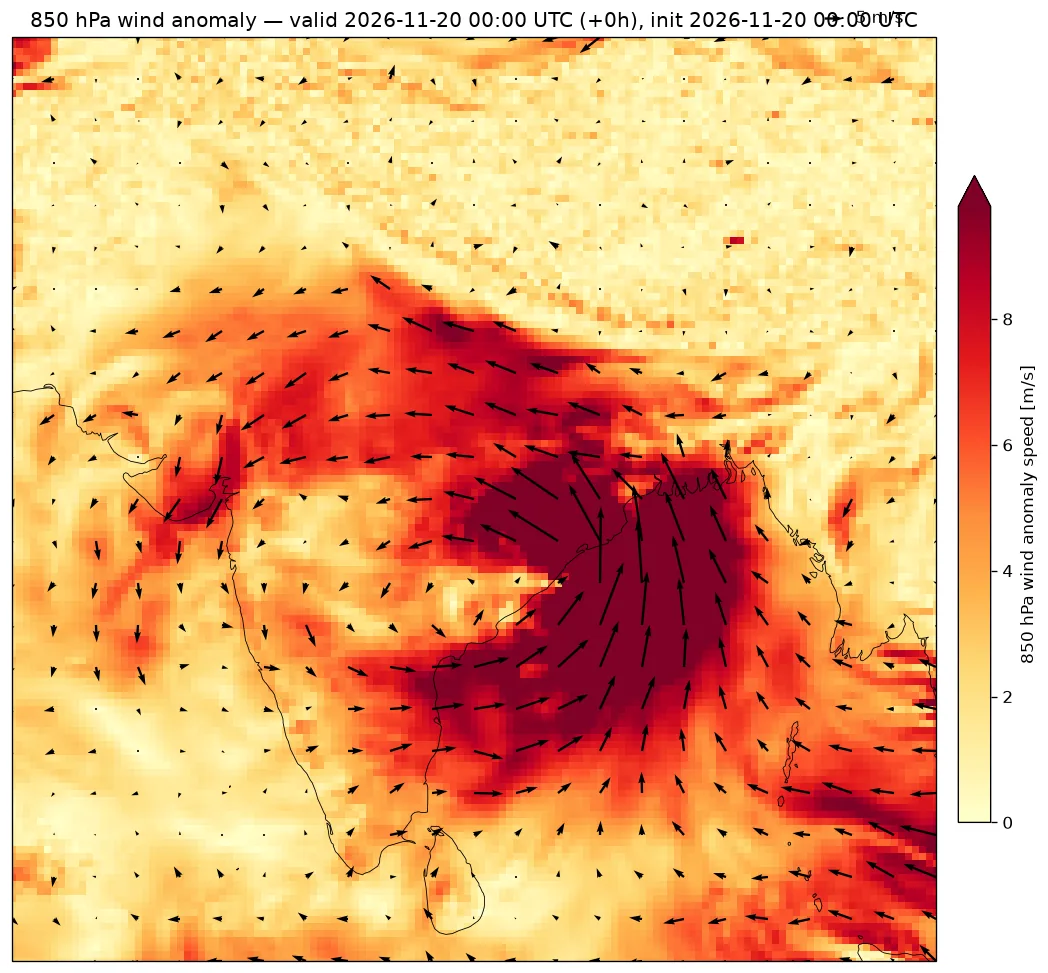 850 hPa wind anomaly — valid 2026-11-20 00:00 UTC (+0h), init 2026-11-20 00:00 UTC
5 m/s
8
6
4
2
0
850 hPa wind anomaly speed [m/s]